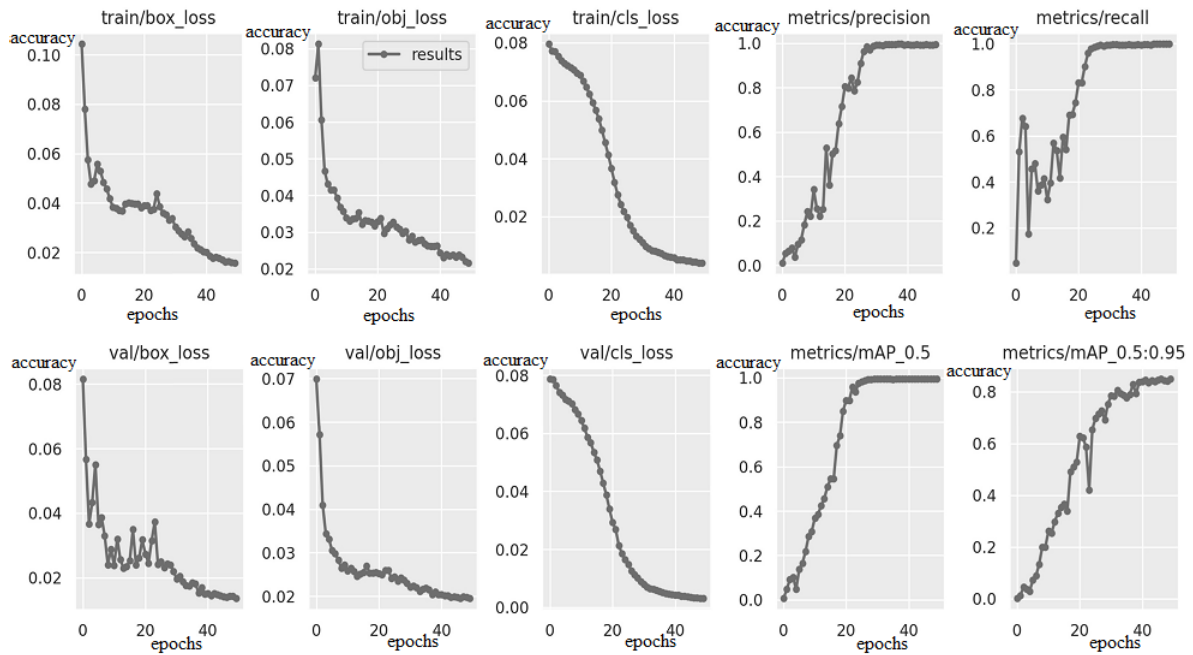 train/box_loss
accuracy
0.10
0.08
0.06
0.04
0.02
0 20 40
epochs
train/obj_loss
accuracy
results
0.08
0.07
0.06
0.05
0.04
0.03
0.02
0 20 40
epochs
train/cls_loss
accuracy
0.08
0.06
0.04
0.02
0 20 40
epochs
metrics/precision
accuracy
1.0
0.8
0.6
0.4
0.2
0.0
0 20 40
epochs
metrics/recall
accuracy
1.0
0.8
0.6
0.4
0.2
0 20 40
epochs
val/box_loss
accuracy
0.08
0.06
0.04
0.02
0 20 40
epochs
val/obj_loss
accuracy
0.07
0.06
0.05
0.04
0.03
0.02
0 20 40
epochs
val/cls_loss
accuracy
0.08
0.06
0.04
0.02
0.00
0 20 40
epochs
metrics/mAP_0.5
accuracy
1.0
0.8
0.6
0.4
0.2
0.0
0 20 40
epochs
metrics/mAP_0.5:0.95
accuracy
0.8
0.6
0.4
0.2
0.0
0 20 40
epochs